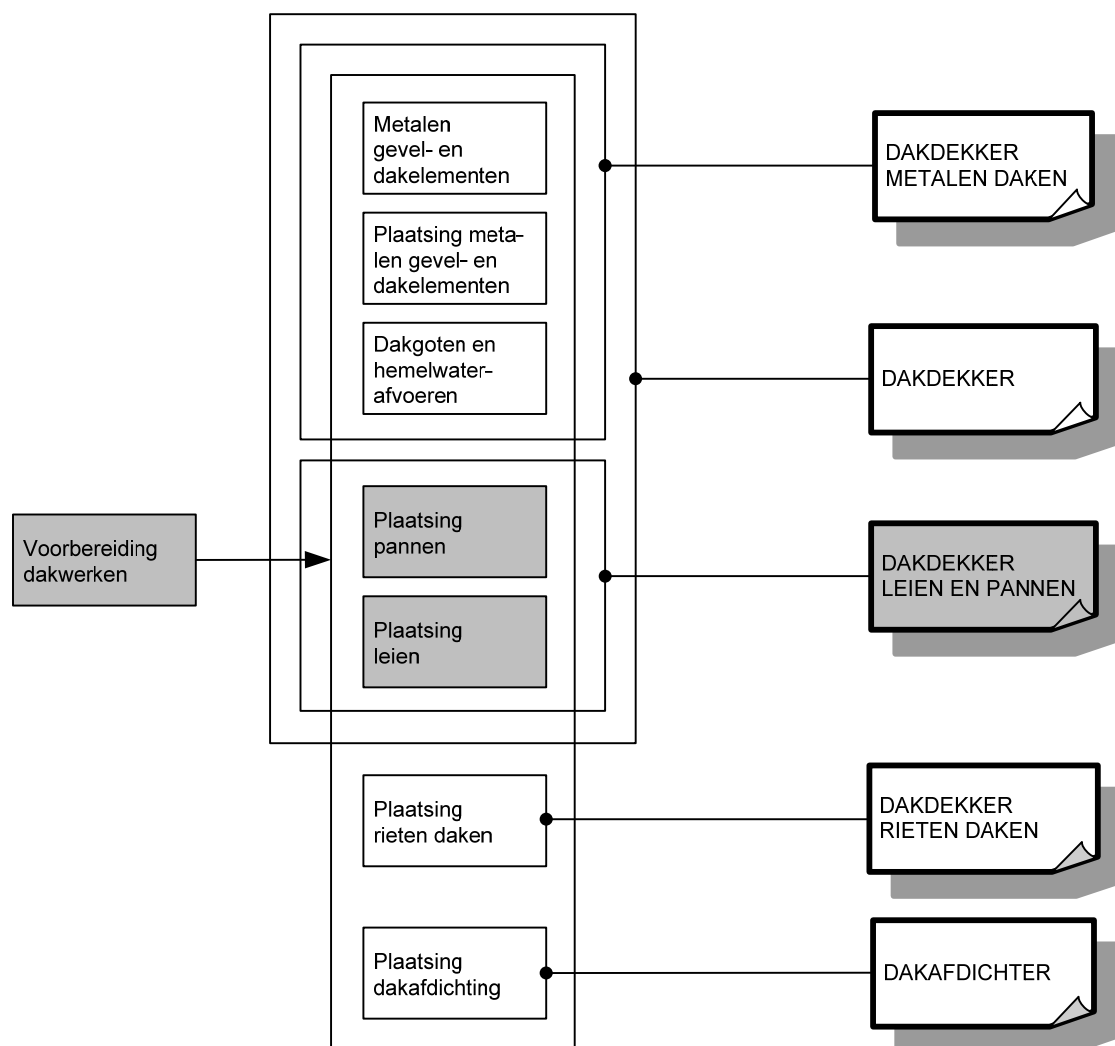 Metalen
gevel- en
dakelementen
DAKDEKKER
METALEN DAKEN
Plaatsing meta-
len gevel- en
dakelementen
Dakgoten en
hemelwater-
afvoeren
DAKDEKKER
Voorbereiding
dakwerken
Plaatsing
pannen
DAKDEKKER
LEIEN EN PANNEN
Plaatsing
leien
Plaatsing
rieten daken
DAKDEKKER
RIETEN DAKEN
Plaatsing
dakafdichting
DAKAFDICHTER